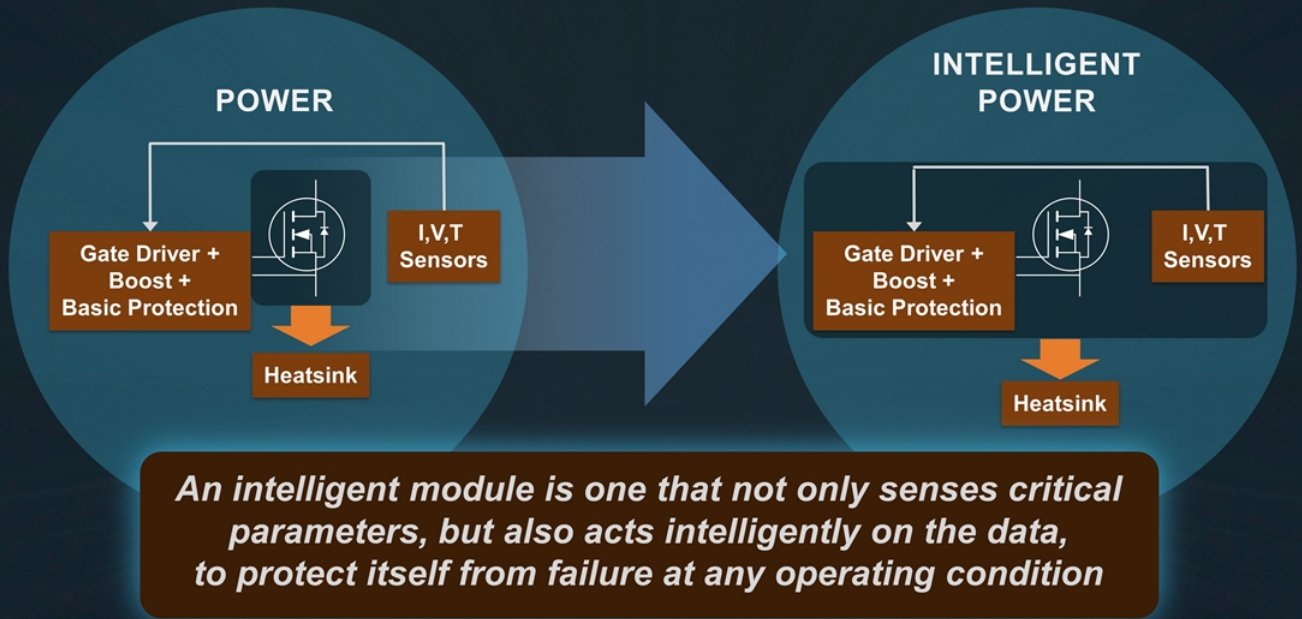 POWER
Gate Driver +
Boost +
Basic Protection
I,V,T
Sensors
Heatsink
INTELLIGENT
POWER
Gate Driver +
Boost +
Basic Protection
I,V,T
Sensors
Heatsink
An intelligent module is one that not only senses critical
parameters, but also acts intelligently on the data,
to protect itself from failure at any operating condition